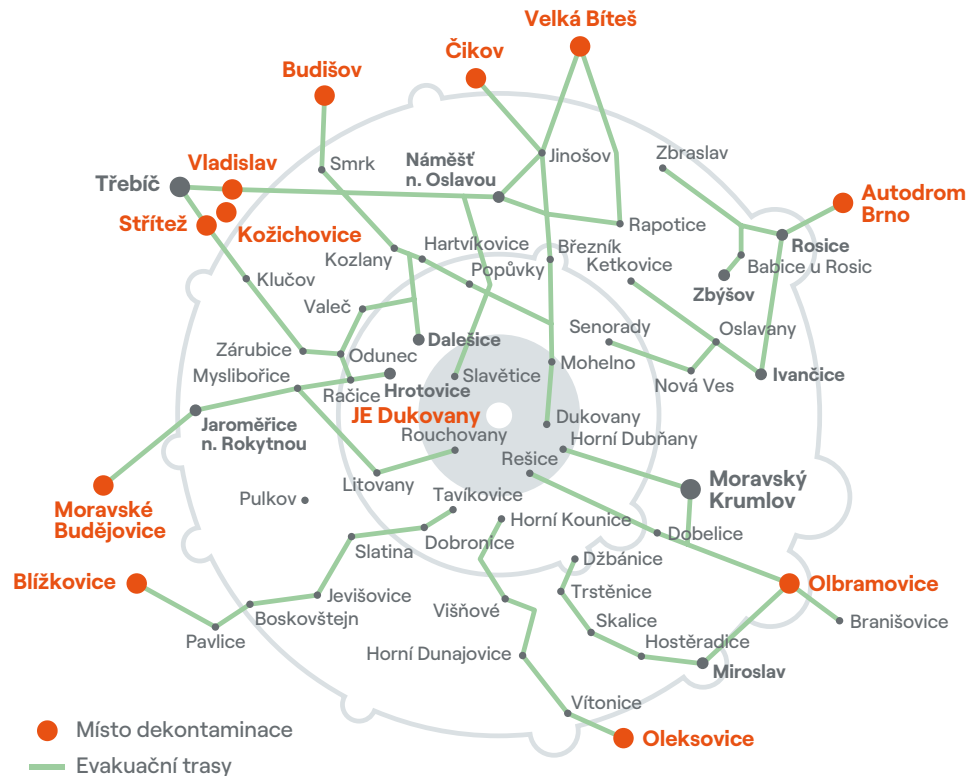 Velká Bíteš
Čikov
Budišov
Jinošov
Zbraslav
Smrk
Náměšť
n. Oslavou
Vladislav
Třebíč
Autodrom
Brno
Střítež
Kožichovice
Rapotice
Rosice
Hartvíkovice
Březník
Kozlany
Popůvky
Ketkovice
Babice u Rosic
Klučov
Zbýšov
Valeč
Senorady
Oslavany
Dalešice
Zárubice
Odunec
Mohelno
Myslibořice
Slavětice
Nová Ves
Ivančice
Račice
Hrotovice
JE Dukovany
Dukovany
Jaroměřice
n. Rokytnou
Rouchovany
Horní Dubňany
Rešice
Moravský
Krumlov
Litovany
Pulkov
Tavíkovice
Moravské
Budějovice
Horní Kounice
Dobelice
Dobronice
Slatina
Džbánice
Blížkovice
Olbramovice
Trstěnice
Jevišovice
Višňové
Boskovštejn
Skalice
Branišovice
Pavlice
Hostěradice
Horní Dunajovice
Miroslav
Vítonice
Místo dekontaminace
Oleksovice
Evakuační trasy